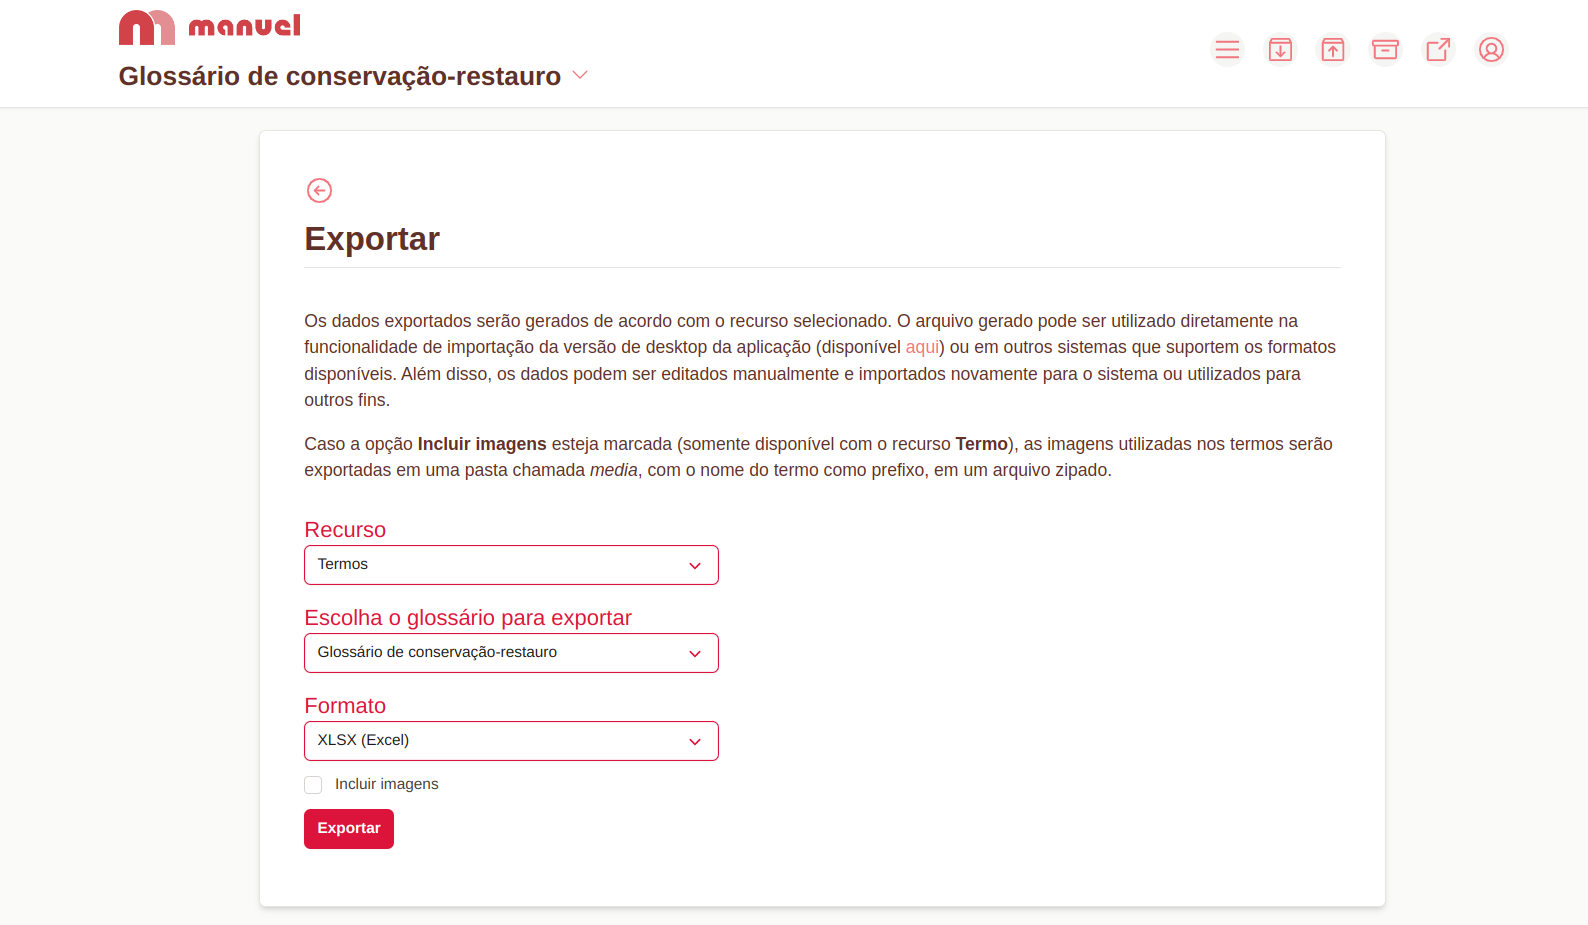 manuel
Glossário de conservação-restauro
Exportar
Os dados exportados serão gerados de acordo com o recurso selecionado. O arquivo gerado pode ser utilizado diretamente na
funcionalidade de importação da versão de desktop da aplicação (disponível aqui) ou em outros sistemas que suportem os formatos
disponíveis. Além disso, os dados podem ser editados manualmente e importados novamente para o sistema ou utilizados para
outros fins.
Caso a opção Incluir imagens esteja marcada (somente disponível com o recurso Termo), as imagens utilizadas nos termos serão
exportadas em uma pasta chamada media, com o nome do termo como prefixo, em um arquivo zipado.
Recurso
Termos
Escolha o glossário para exportar
Glossário de conservação-restauro
Formato
XLSX (Excel)
Incluir imagens
Exportar